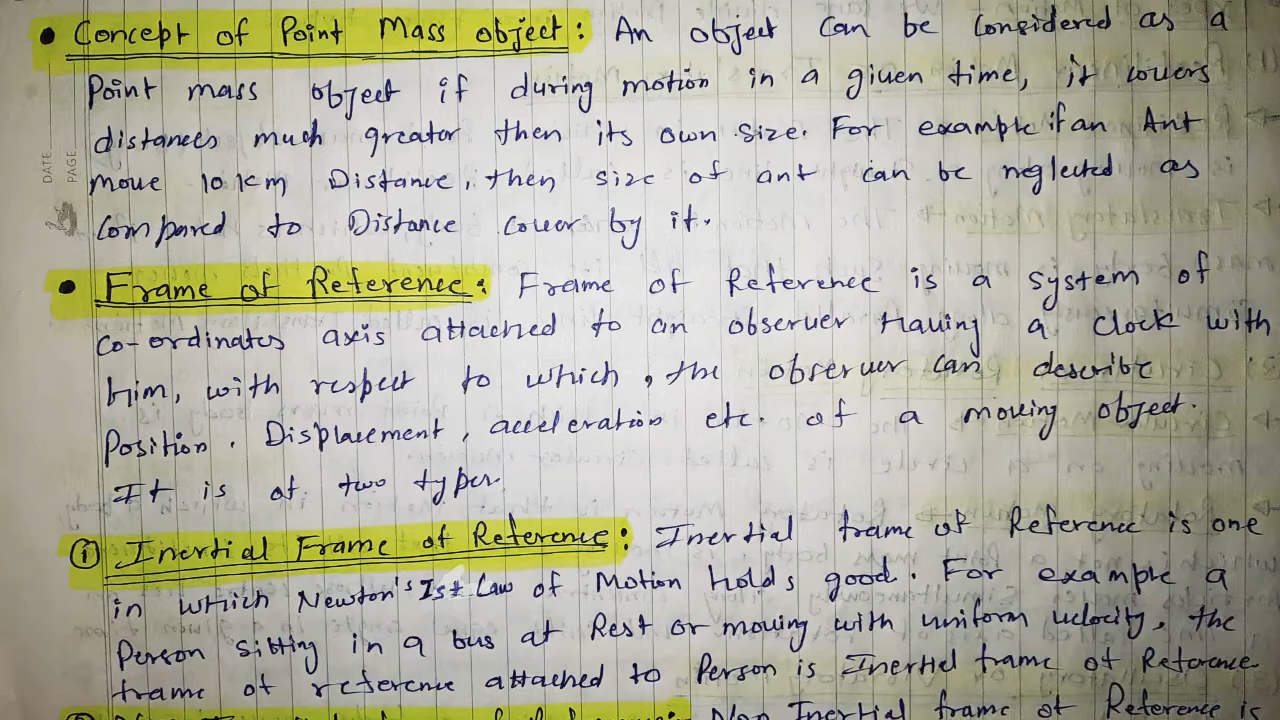 • Concept of Point Mass object: An object can be considered as a
Point mass object if during motion in a given time, it covers
distances much greator then its own size. For example if an Ant
move 10 km Distance, then size of ant can be neglected as
Compared to Distance cover by it.
DATE
PAGE
• Frame of Reference: Frame of Reference is a system of
Co-ordinates axis attached to an observer Having a Clock with
him, with respect to which, the observer can describe
Position. Displacement, acceleration etc. of a moving object.
It is of two types.
① Inertial Frame of Reference: Inertial frame of Reference is one
in which Newton's Ist Law of Motion holds good. For example a
Person sitting in a bus at Rest or moving with uniform velocity, the
frame of reference attached to Person is Inertial frame of Reference
Non Inertial frame of Reference is